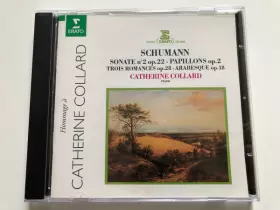 ERATO
Hommage à
CATHERINE COLLARD
ERATO
SCHUMANN
SONATE n°2 op.22 · PAPILLONS op.2
TROIS ROMANCES op.28 · ARABESQUE op.18
CATHERINE COLLARD
PIANO